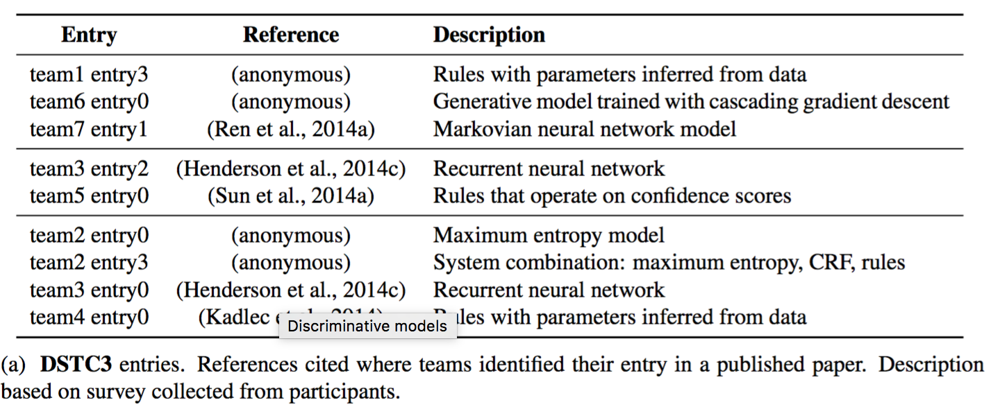 Entry Reference Description
team1 entry3 (anonymous) Rules with parameters inferred from data
team6 entry0 (anonymous) Generative model trained with cascading gradient descent
team7 entry1 (Ren et al., 2014a) Markovian neural network model
team3 entry2 (Henderson et al., 2014c) Recurrent neural network
team5 entry0 (Sun et al., 2014a) Rules that operate on confidence scores
team2 entry0 (anonymous) Maximum entropy model
team2 entry3 (anonymous) System combination: maximum entropy, CRF, rules
team3 entry0 (Henderson et al., 2014c) Recurrent neural network
team4 entry0 (Kadlec with parameters inferred from data
Discriminative models
(a) DSTC3 entries. References cited where teams identified their entry in a published paper. Description
based on survey collected from participants.